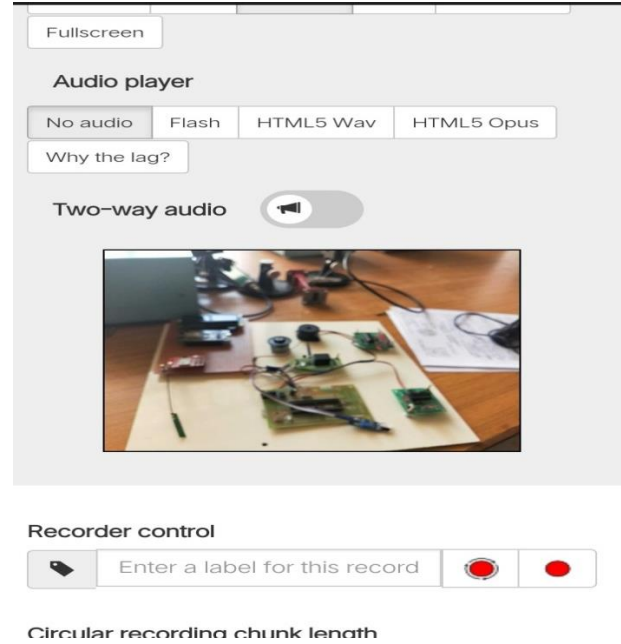 Fullscreen
Audio player
No audio Flash HTML5 Wav HTML5 Opus
Why the lag?
Two-way audio
Recorder control
Enter a label for this record
Circular recording chunk length